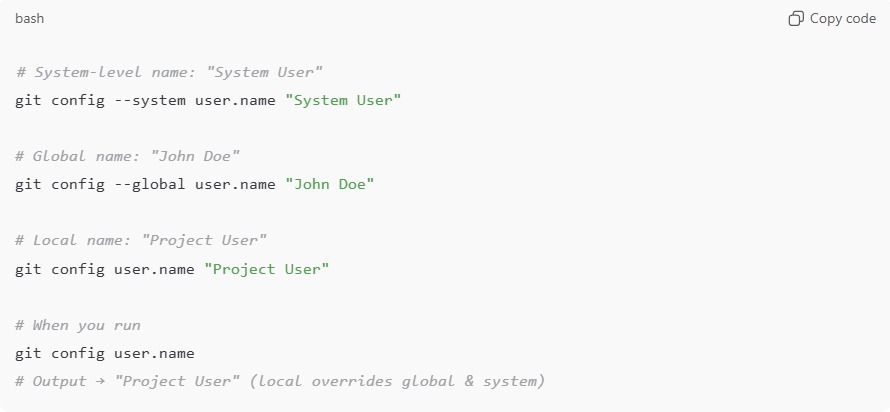 bash
Copy code
# System-level name: "System User"
git config --system user.name "System User"
# Global name: "John Doe"
git config --global user.name "John Doe"
# Local name: "Project User"
git config user.name "Project User"
# When you run
git config user.name
# Output → "Project User" (local overrides global & system)